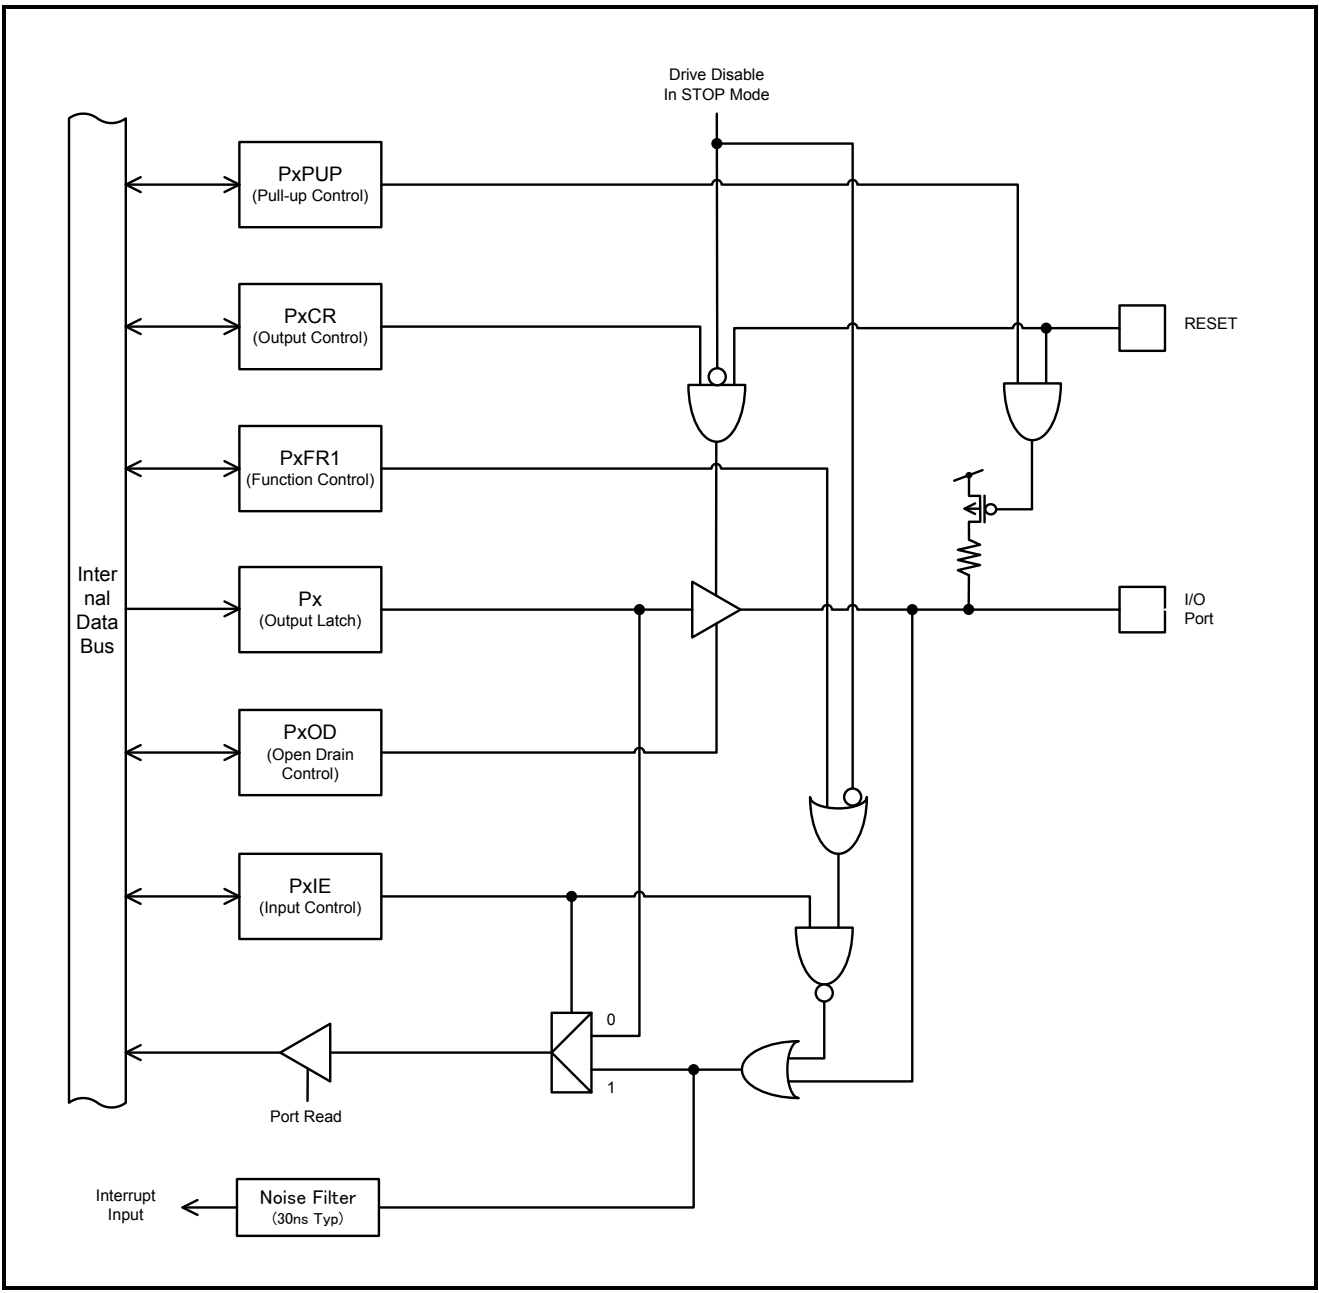 Drive Disable
In STOP Mode
PxPUP
(Pull-up Control)
PxCR
(Output Control)
RESET
PxFR1
(Function Control)
Inter
nal
Data
Bus
Px
(Output Latch)
I/O
Port
PxOD
(Open Drain
Control)
PxIE
(Input Control)
0
1
Port Read
Interrupt
Input
Noise Filter
(30ns Typ)